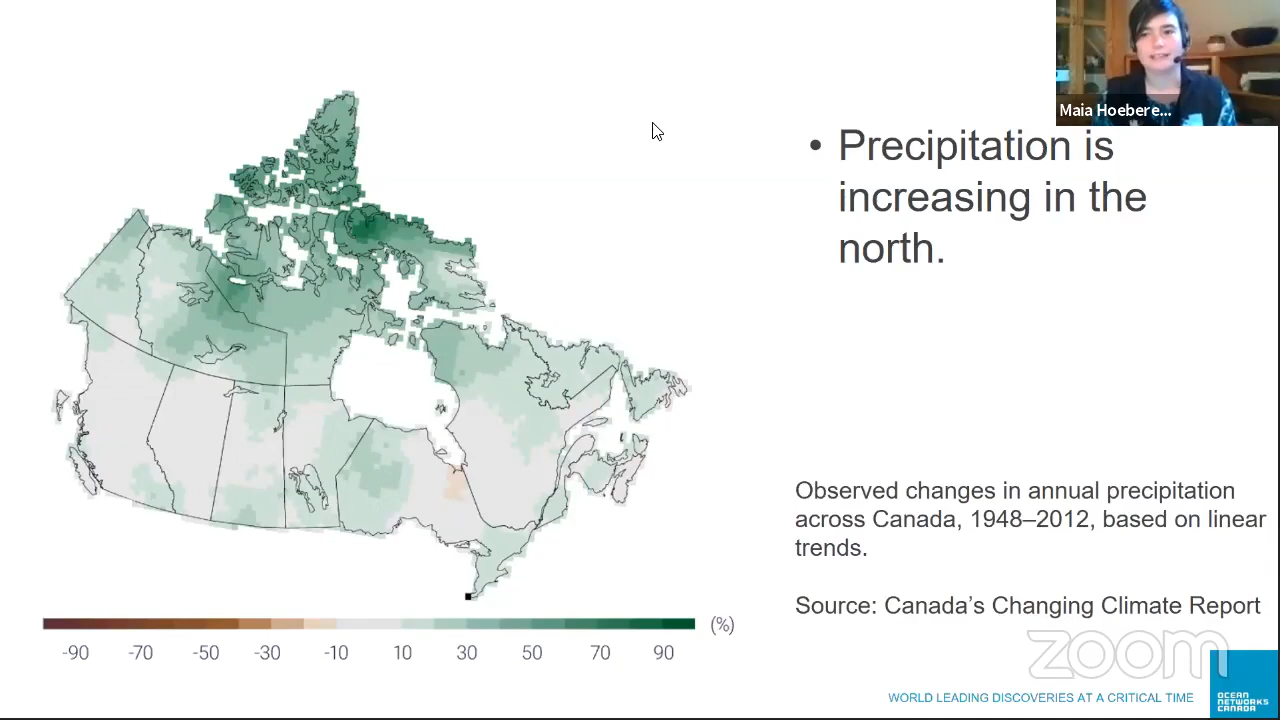 Maia Hoebere...
• Precipitation is
increasing in the
north.
Observed changes in annual precipitation
across Canada, 1948–2012, based on linear
trends.
Source: Canada's Changing Climate Report
(%)
-90 -70 -50 -30 -10 10 30 50 70 90
zoom
WORLD LEADING DISCOVERIES AT A CRITICAL TIME
OCEAN
NETWORKS
CANADA